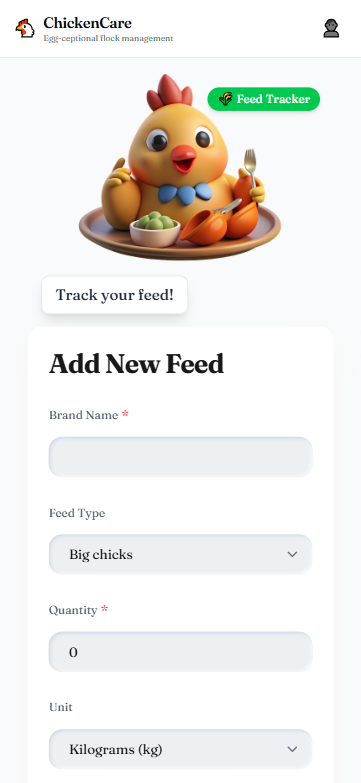 ChickenCare
Egg-ceptional flock management
Feed Tracker
Track your feed!
Add New Feed
Brand Name *
Feed Type
Big chicks
Quantity *
0
Unit
Kilograms (kg)